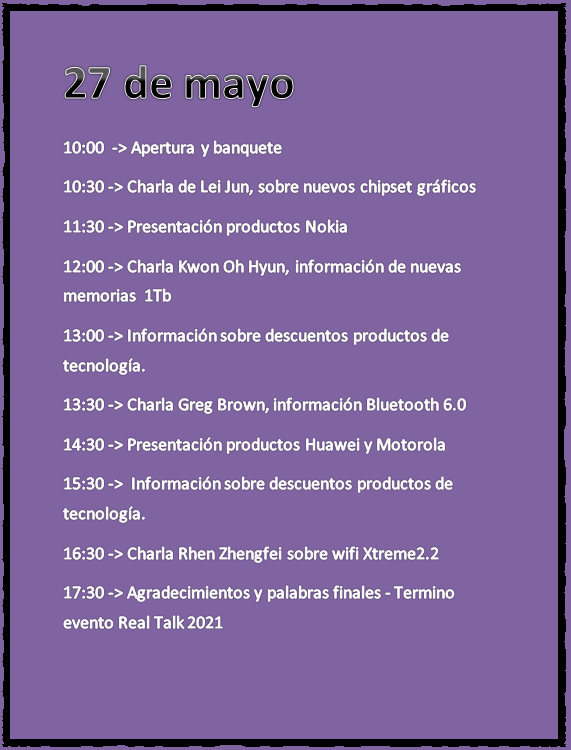 27 de mayo
10:00 -> Apertura y banquete
10:30 -> Charla de Lei Jun, sobre nuevos chipset gráficos
11:30 -> Presentación productos Nokia
12:00 -> Charla Kwon Oh Hyun, información de nuevas
memorias 1Tb
13:00 -> Información sobre descuentos productos de
tecnología.
13:30 -> Charla Greg Brown, información Bluetooth 6.0
14:30 -> Presentación productos Huawei y Motorola
15:30 -> Información sobre descuentos productos de
tecnología.
16:30 -> Charla Rhen Zhengfei sobre wifi Xtreme2.2
17:30 -> Agradecimientos y palabras finales - Termino
evento Real Talk 2021